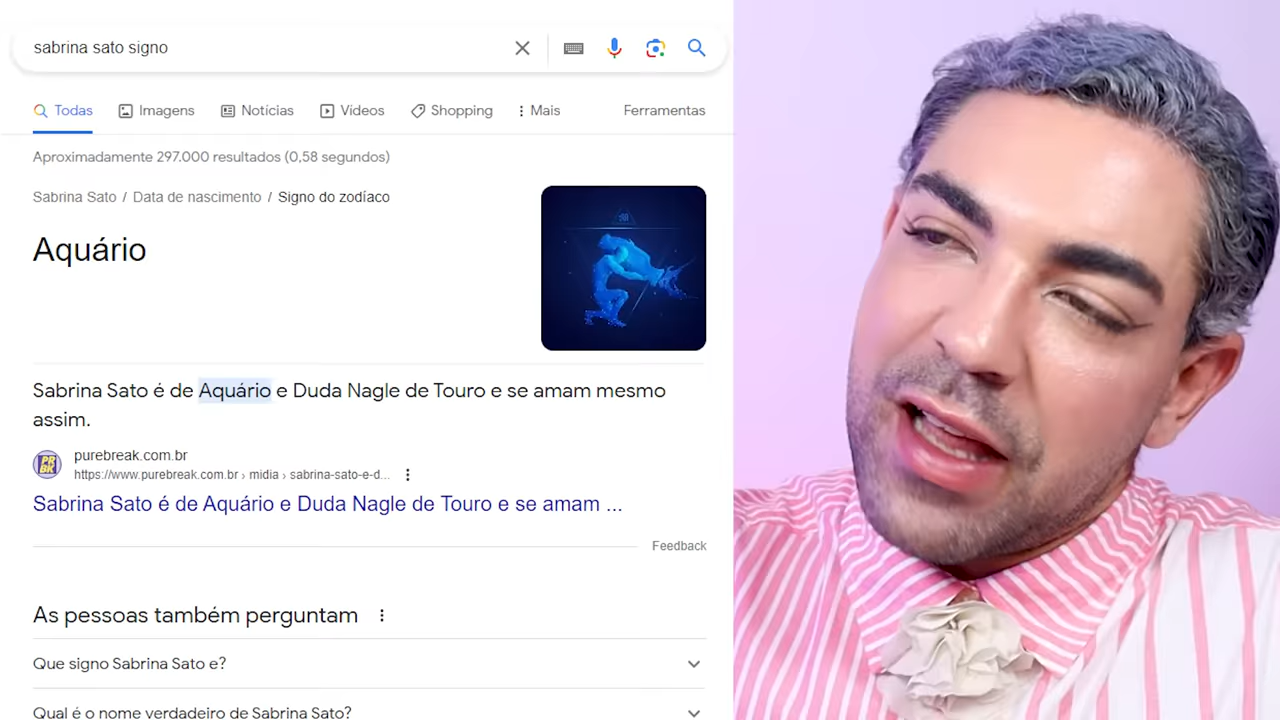 sabrina sato signo
Todas Imagens Notícias Vídeos Shopping Mais Ferramentas
Aproximadamente 297.000 resultados (0,58 segundos)
Sabrina Sato / Data de nascimento / Signo do zodíaco
Aquário
Sabrina Sato é de Aquário e Duda Nagle de Touro e se amam mesmo
assim.
purebreak.com.br
https://www.purebreak.com.br › midia › sabrina-sato-e-d...
Sabrina Sato é de Aquário e Duda Nagle de Touro e se amam ...
Feedback
As pessoas também perguntam
Que signo Sabrina Sato e?
Qual é o nome verdadeiro de Sabrina Sato?